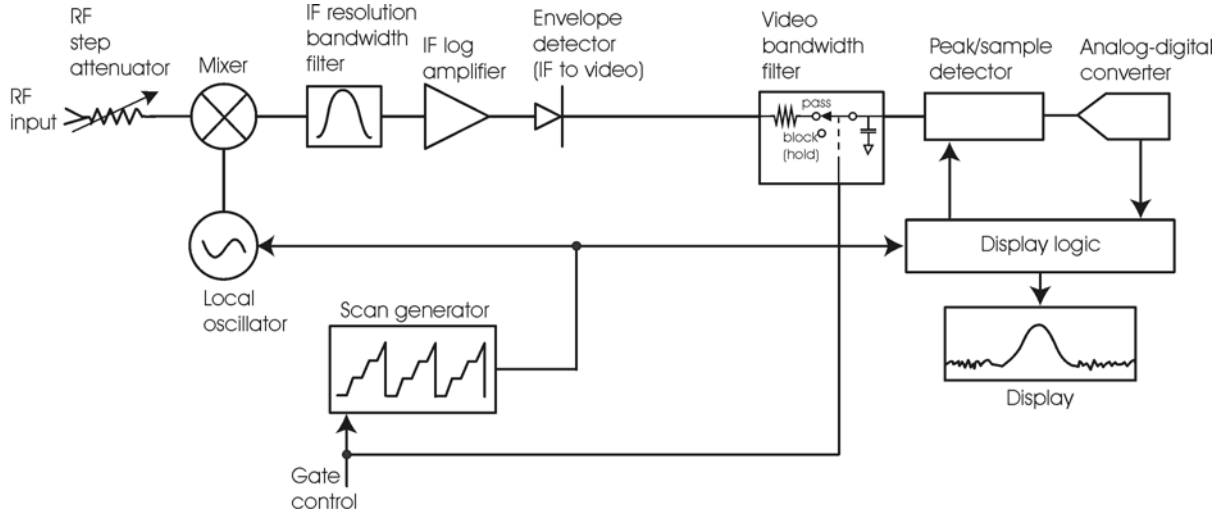 RF
step
attenuator
RF
input
Mixer
IF resolution
bandwidth
filter
IF log
amplifier
Envelope
detector
(IF to video)
Video
bandwidth
filter
pass
block
(hold)
Peak/sample
detector
Analog-digital
converter
Local
oscillator
Scan generator
Display logic
Display
Gate
control